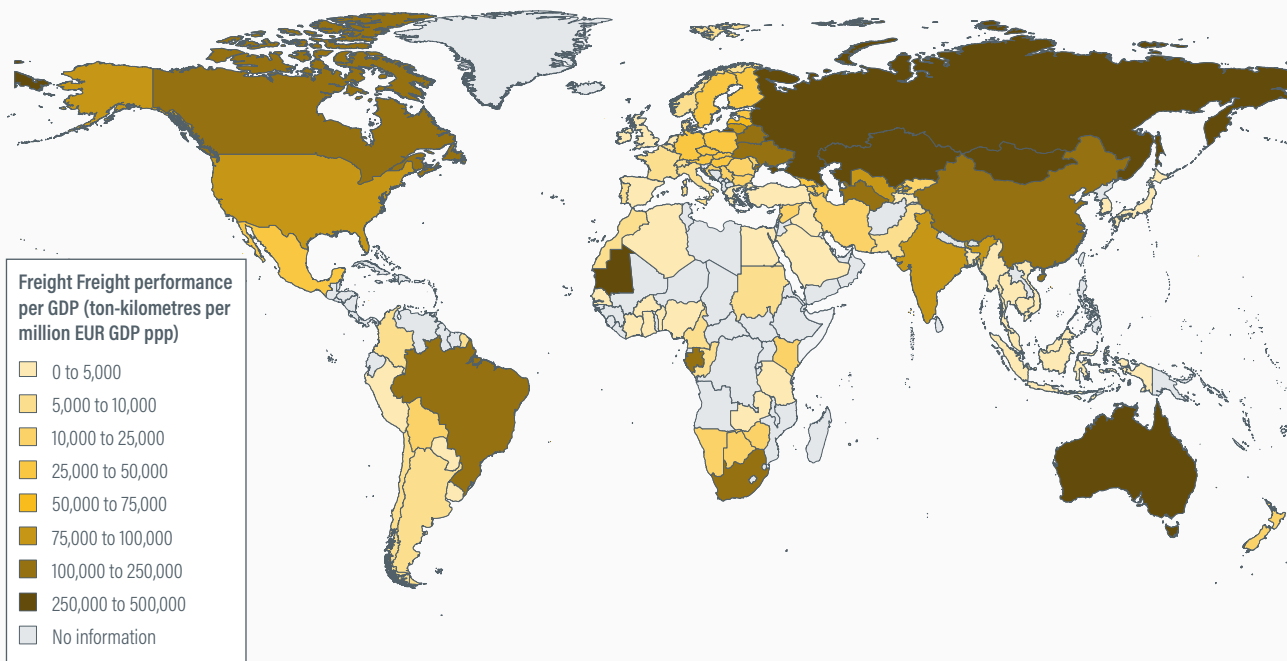 Freight Freight performance
per GDP (ton-kilometres per
million EUR GDP ppp)
0 to 5,000
5,000 to 10,000
10,000 to 25,000
25,000 to 50,000
50,000 to 75,000
75,000 to 100,000
100,000 to 250,000
250,000 to 500,000
No information